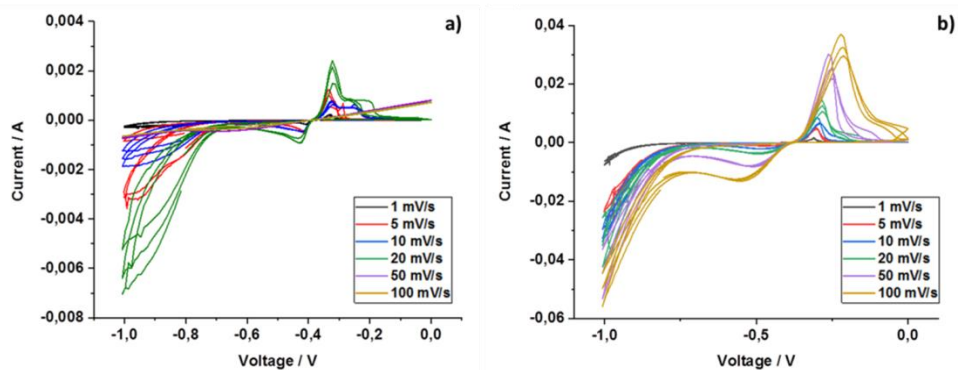 a)
0,004
0,002
0,000
-0,002
-0,004
-0,006
-0,008
Current / A
-1,0 -0,8 -0,6 -0,4 -0,2 0,0
Voltage / V
1 mV/s
5 mV/s
10 mV/s
20 mV/s
50 mV/s
100 mV/s
b)
0,04
0,02
0,00
-0,02
-0,04
-0,06
Current / A
-1,0 -0,5 0,0
Voltage / V
1 mV/s
5 mV/s
10 mV/s
20 mV/s
50 mV/s
100 mV/s